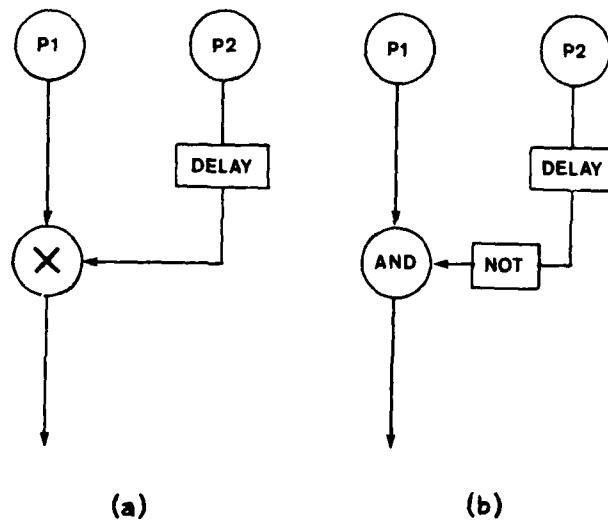 P1
P2
DELAY
X
(a)
P1
P2
DELAY
AND
NOT
(b)